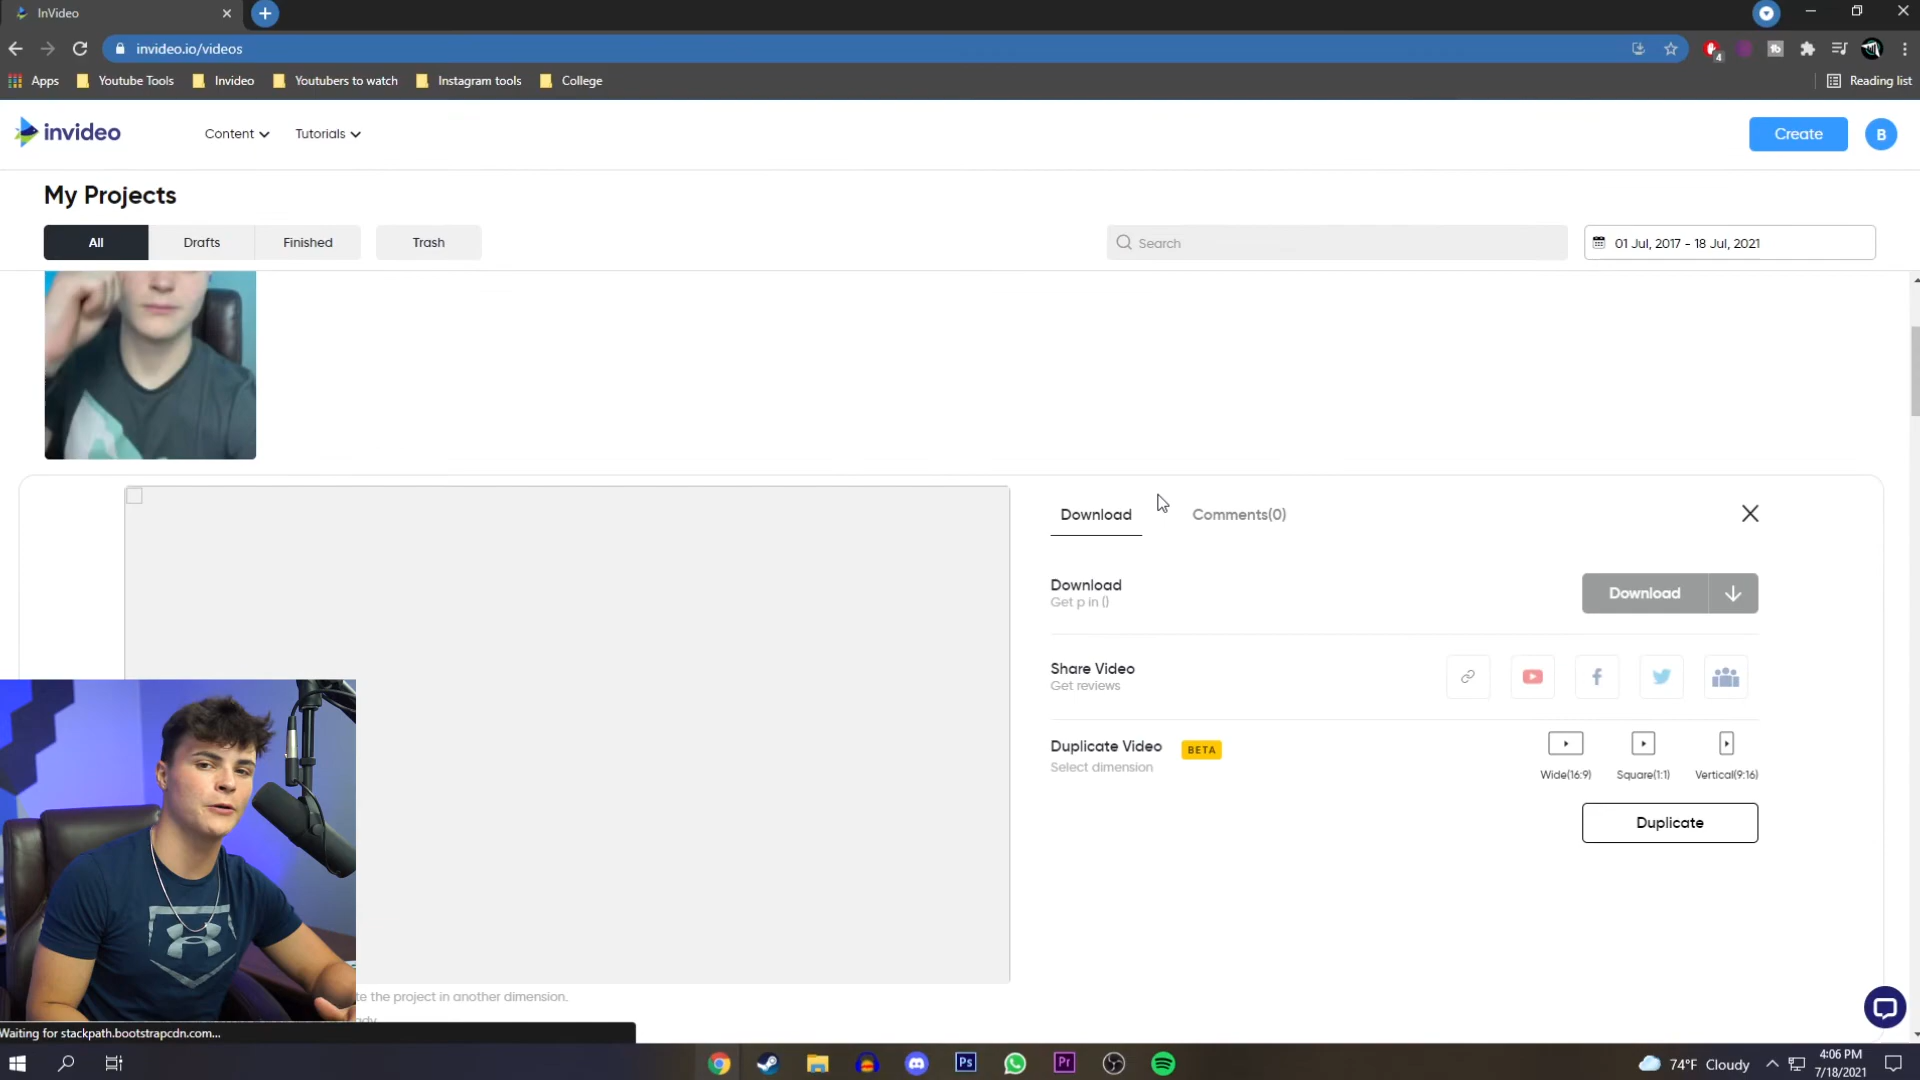 InVideo
invideo.io/videos
4
Apps
Youtube Tools
Invideo
Youtubers to watch
Instagram tools
College
Reading list
invideo
Content
Tutorials
Create
B
My Projects
All
Drafts
Finished
Trash
Search
01 Jul, 2017 - 18 Jul, 2021
Download
Comments(0)
Download
Get p in ()
Download
Share Video
Get reviews
Duplicate Video
BETA
Select dimension
Wide(16:9)
Square(1:1)
Vertical(9:16)
Duplicate
te the project in another dimension.
Waiting for stackpath.bootstrapcdn.com...
Ps
Pr
74°F Cloudy
4:06 PM
7/18/2021